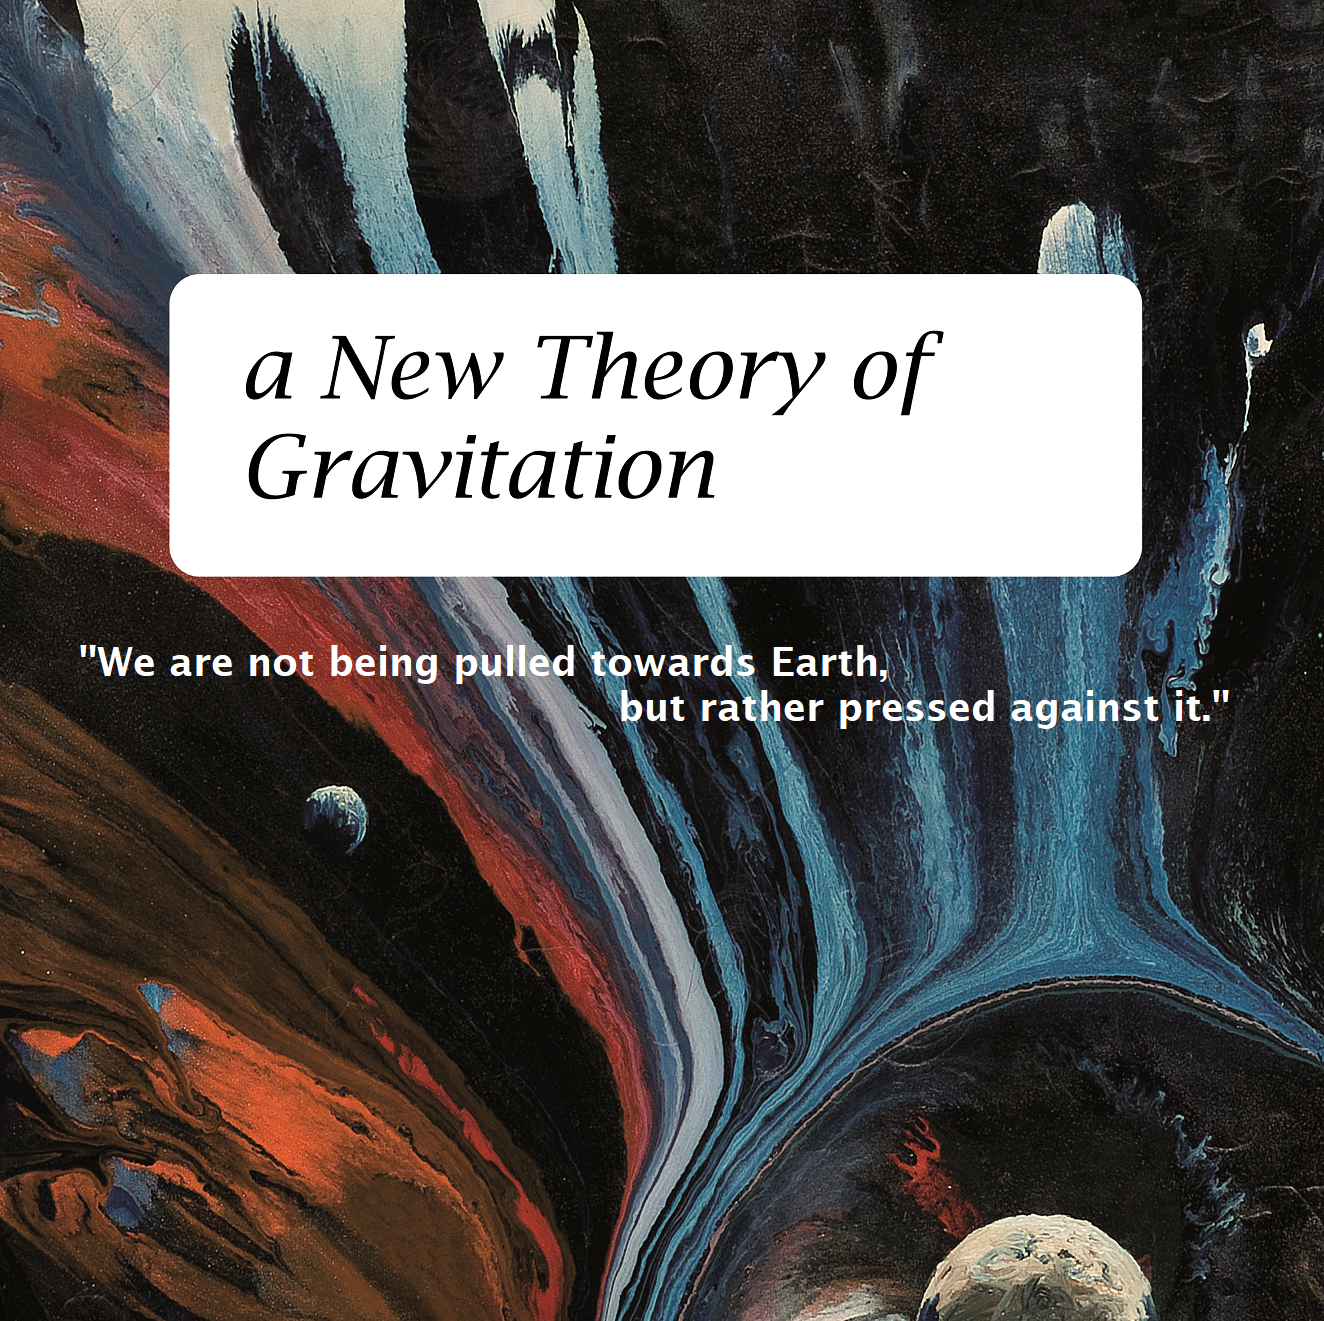 a New Theory of
Gravitation
"We are not being pulled towards Earth,
but rather pressed against it."